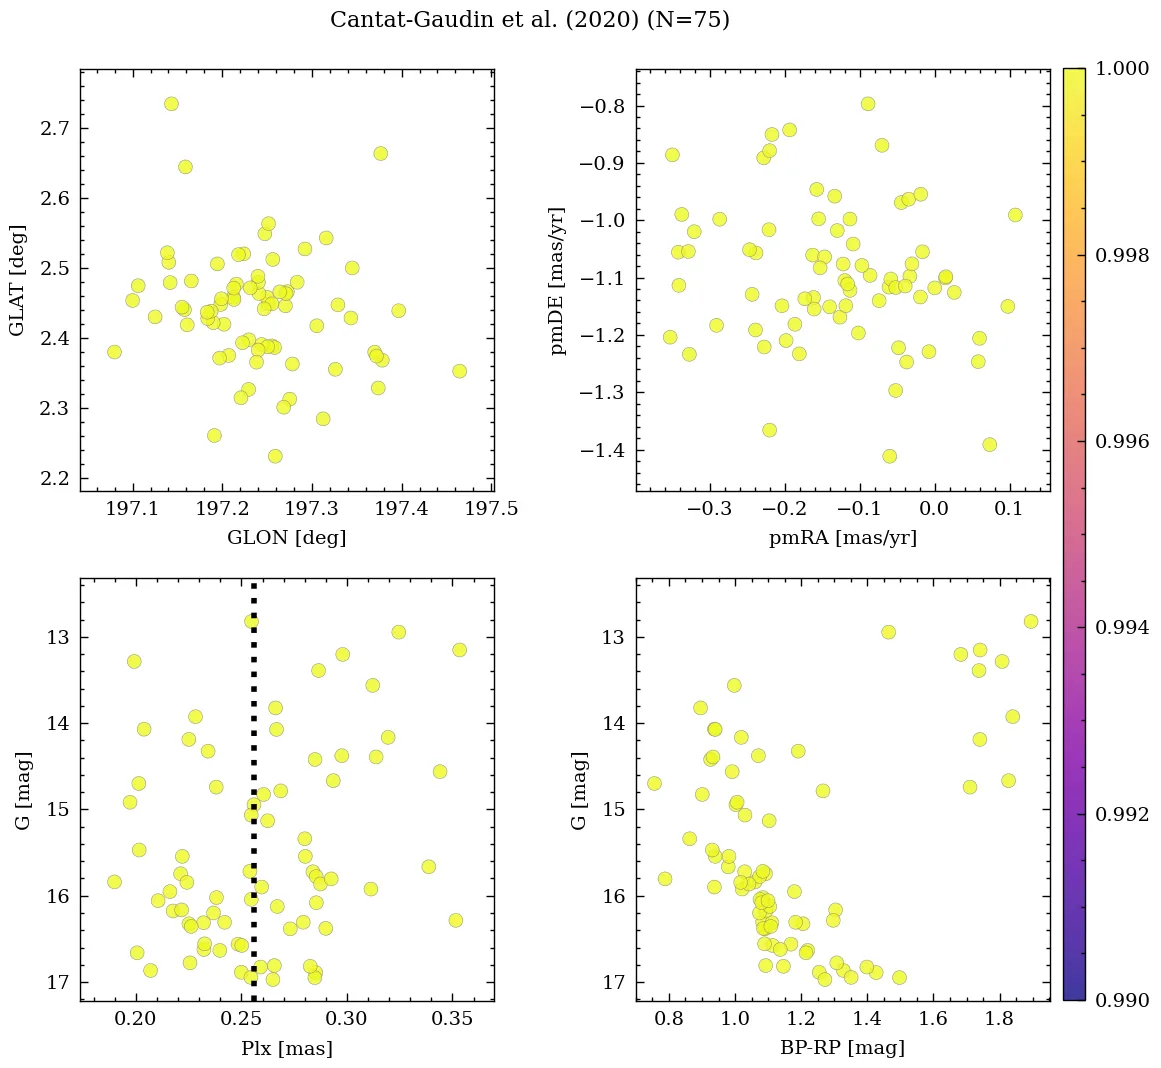 Cantat-Gaudin et al. (2020) (N=75)
2.7
2.6
2.5
2.4
2.3
2.2
GLAT [deg]
197.1 197.2 197.3 197.4 197.5
GLON [deg]
−0.8
−0.9
−1.0
−1.1
−1.2
−1.3
−1.4
pmDE [mas/yr]
−0.3 −0.2 −0.1 0.0 0.1
pmRA [mas/yr]
13
14
15
16
17
G [mag]
0.20 0.25 0.30 0.35
Plx [mas]
13
14
15
16
17
G [mag]
0.8 1.0 1.2 1.4 1.6 1.8
BP-RP [mag]
1.000
0.998
0.996
0.994
0.992
0.990